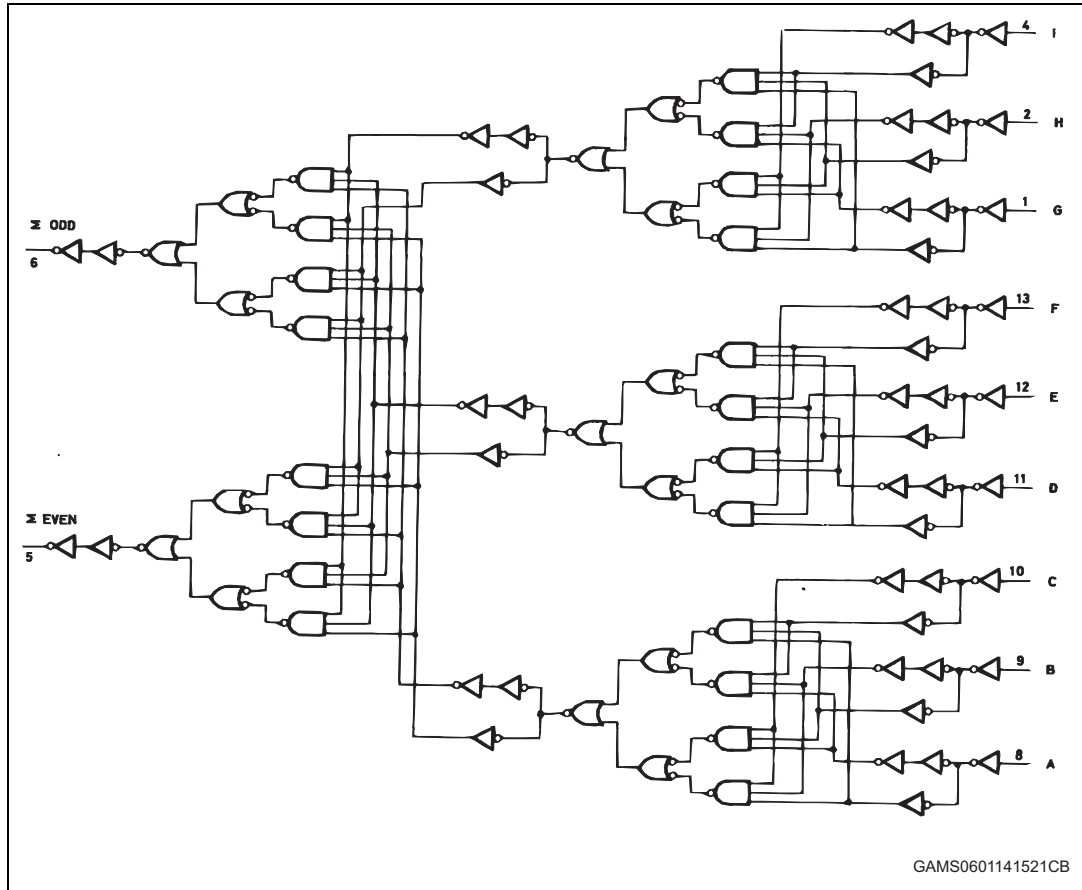 4 I
2 H
1 G
Σ ODD
6
13 F
12 E
11 D
Σ EVEN
5
10 C
9 B
8 A
GAMS0601141521CB